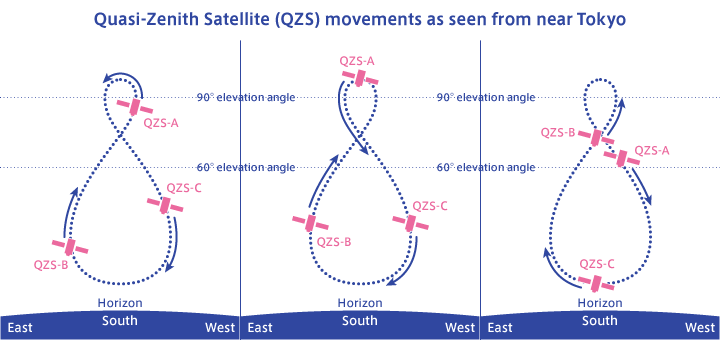 Quasi-Zenith Satellite (QZS) movements as seen from near Tokyo
QZS-A
90° elevation angle
QZS-A
60° elevation angle
QZS-C
QZS-B
Horizon
South
East
West
QZS-A
90° elevation angle
60° elevation angle
QZS-C
QZS-B
Horizon
South
East
West
QZS-B
QZS-A
QZS-C
Horizon
South
East
West